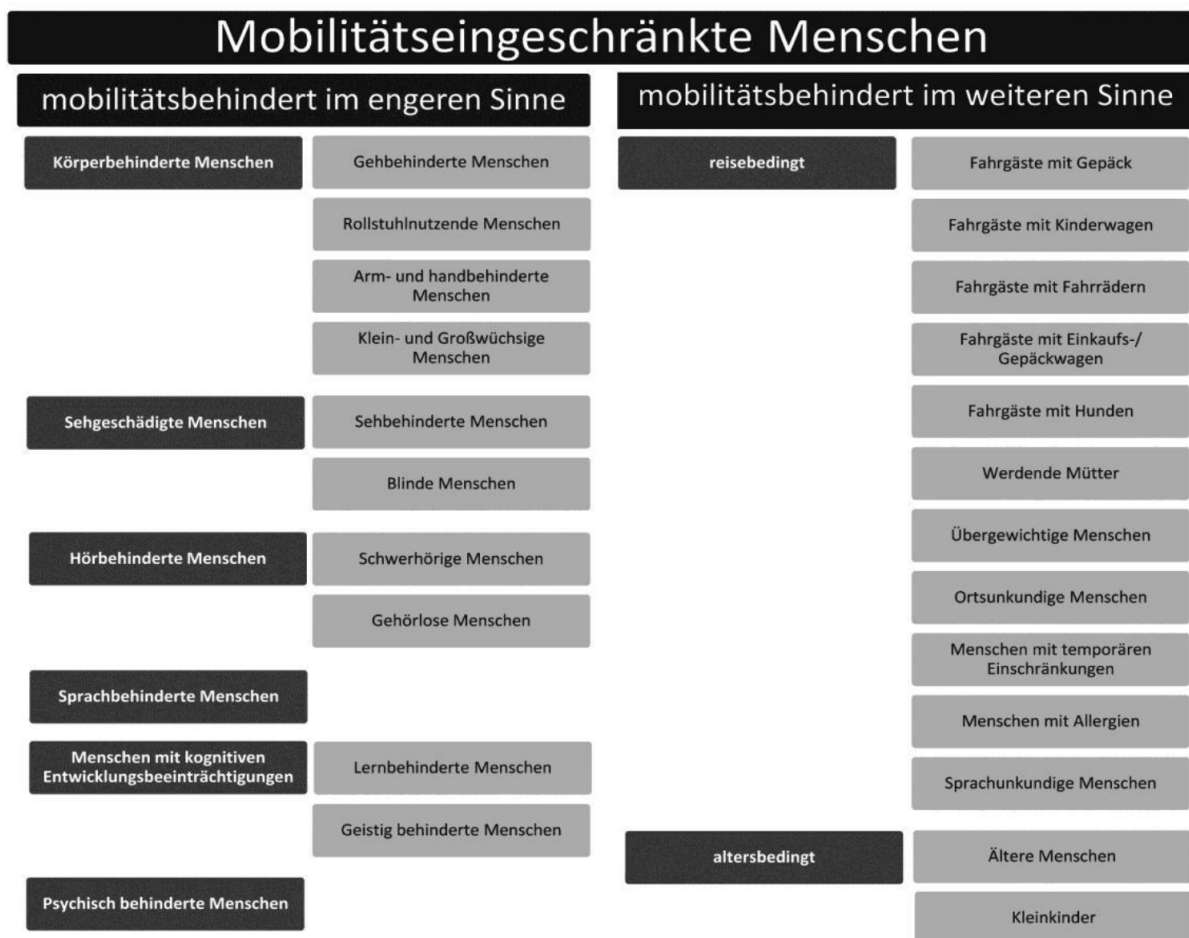 Mobilitätseingeschränkte Menschen
mobilitätsbehindert im engeren Sinne
Körperbehinderte Menschen
Gehbehinderte Menschen
Rollstuhlnutzende Menschen
Arm- und handbehinderte
Menschen
Klein- und Großwüchsige
Menschen
Sehgeschädigte Menschen
Sehbehinderte Menschen
Blinde Menschen
Hörbehinderte Menschen
Schwerhörige Menschen
Gehörlose Menschen
Sprachbehinderte Menschen
Menschen mit kognitiven
Entwicklungsbeeinträchtigungen
Lernbehinderte Menschen
Geistig behinderte Menschen
Psychisch behinderte Menschen
mobilitätsbehindert im weiteren Sinne
reisebedingt
Fahrgäste mit Gepäck
Fahrgäste mit Kinderwagen
Fahrgäste mit Fahrrädern
Fahrgäste mit Einkaufs-/
Gepäckwagen
Fahrgäste mit Hunden
Werdende Mütter
Übergewichtige Menschen
Ortsunkundige Menschen
Menschen mit temporären
Einschränkungen
Menschen mit Allergien
Sprachunkundige Menschen
altersbedingt
Ältere Menschen
Kleinkinder